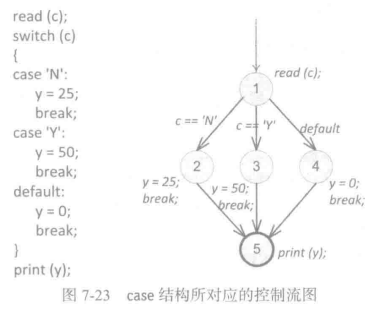 read (c);
switch (c)
{
case 'N':
y = 25;
break;
case 'Y':
y = 50;
break;
default:
y = 0;
break;
}
print (y);
read (c);
1
c == 'N'
c == 'Y'
default
2
3
4
y = 25;
break;
y = 50;
break;
y = 0;
break;
5
print (y);
图 7-23 case 结构所对应的控制流图